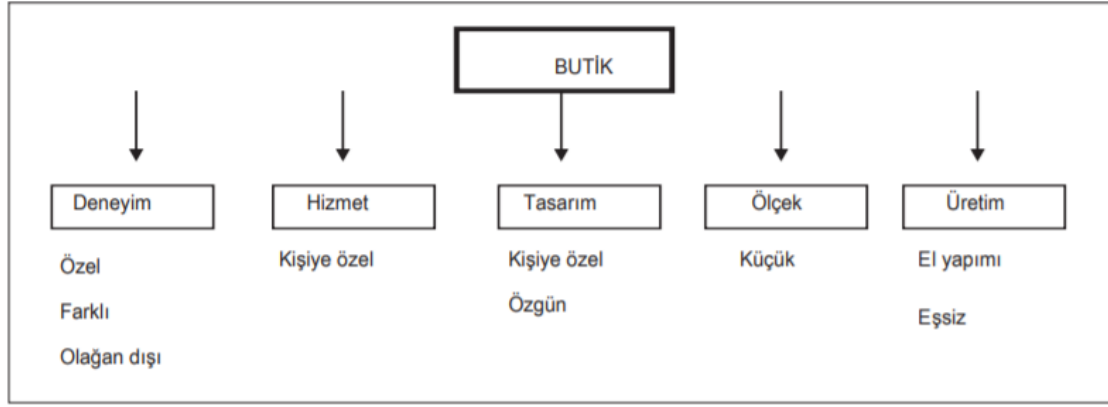 BUTİK
Deneyim
Özel
Farklı
Olağan dışı
Hizmet
Kişiye özel
Tasarım
Kişiye özel
Özgün
Ölçek
Küçük
Üretim
El yapımı
Eşsiz